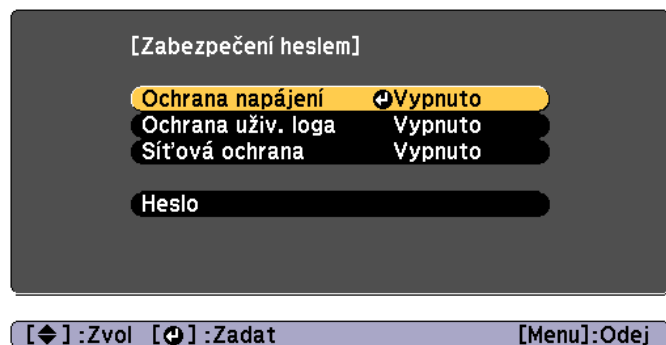 [Zabezpečení heslem]
Ochrana napájení Vypnuto
Ochrana uživ. loga Vypnuto
Síťová ochrana Vypnuto
Heslo
[ ] :Zvol [ ] :Zadat [Menu]:Odej